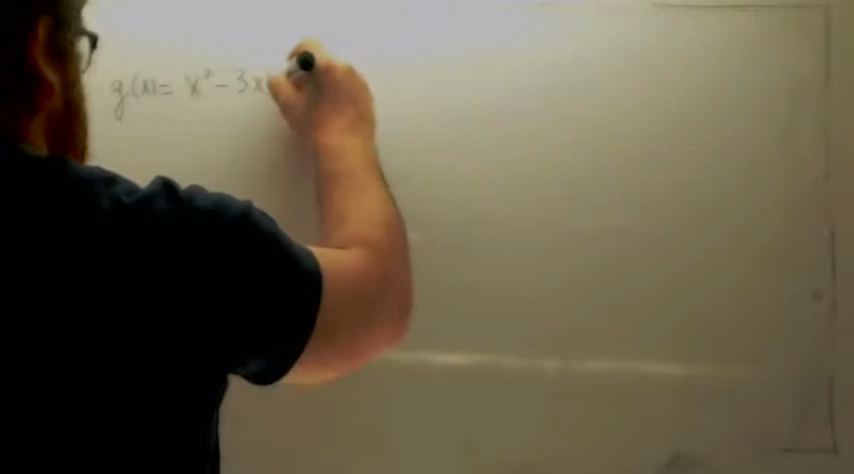 g(x)= x² - 3x